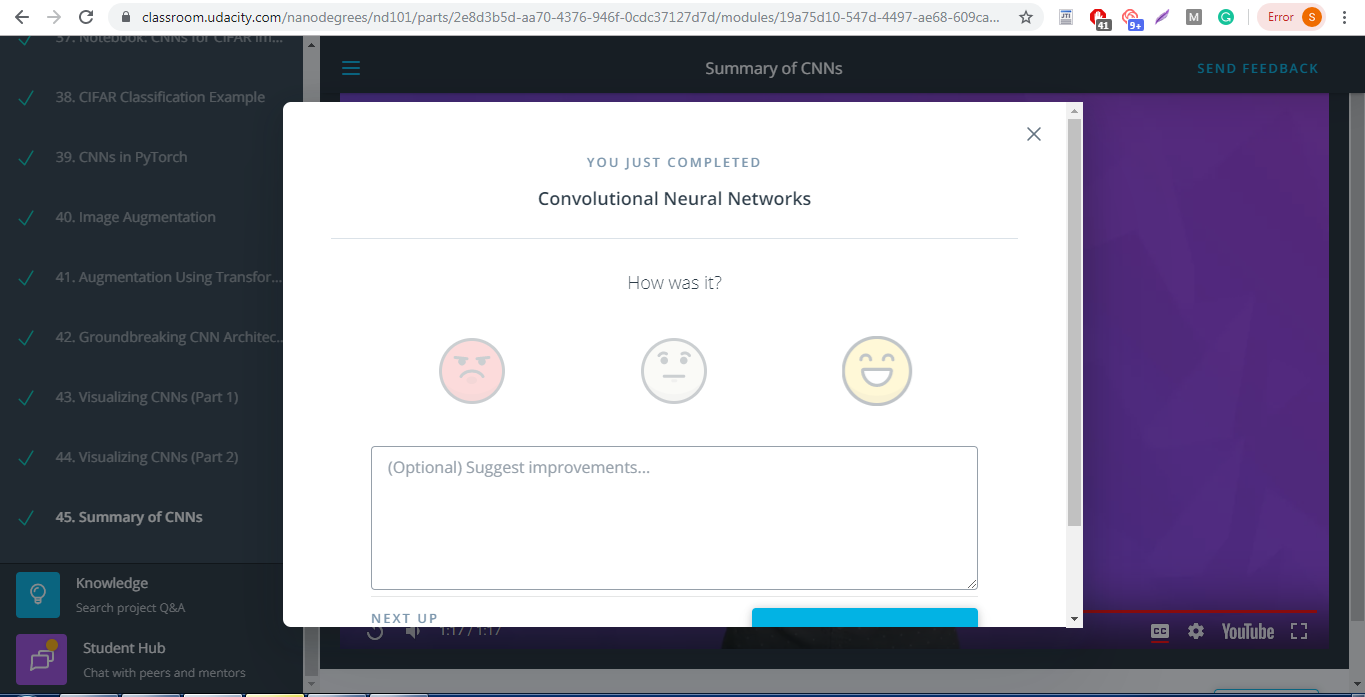 classroom.udacity.com/nanodegrees/nd101/parts/2e8d3b5d-aa70-4376-946f-0cdc37127d7d/modules/19a75d10-547d-4497-ae68-609ca...
41
9+
M
G
Error
S
37. Notebook: CNNs for CIFAR Im...
38. CIFAR Classification Example
39. CNNs in PyTorch
40. Image Augmentation
41. Augmentation Using Transfor...
42. Groundbreaking CNN Architec...
43. Visualizing CNNs (Part 1)
44. Visualizing CNNs (Part 2)
45. Summary of CNNs
Knowledge
Search project Q&A
Student Hub
Chat with peers and mentors
Summary of CNNs
SEND FEEDBACK
YOU JUST COMPLETED
Convolutional Neural Networks
How was it?
(Optional) Suggest improvements...
NEXT UP
1:17 / 1:17
CC
YouTube